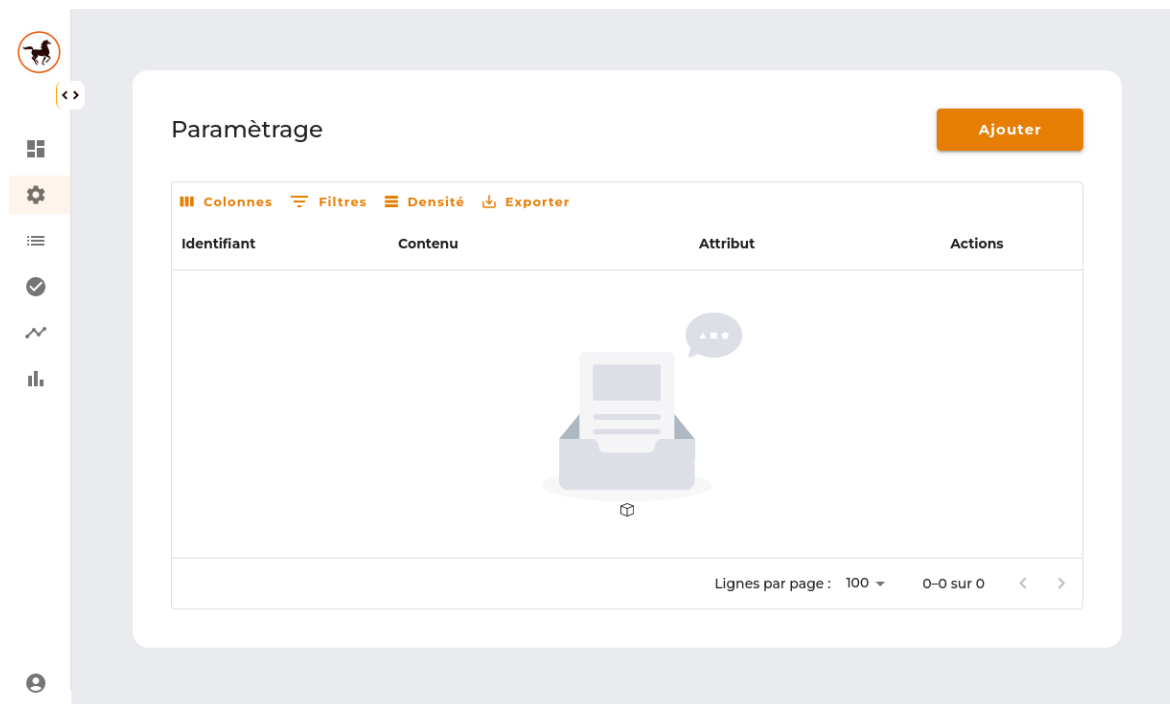 Paramètrage
Ajouter
Colonnes Filtres Densité Exporter
Identifiant Contenu Attribut Actions
Lignes par page : 100 0–0 sur 0